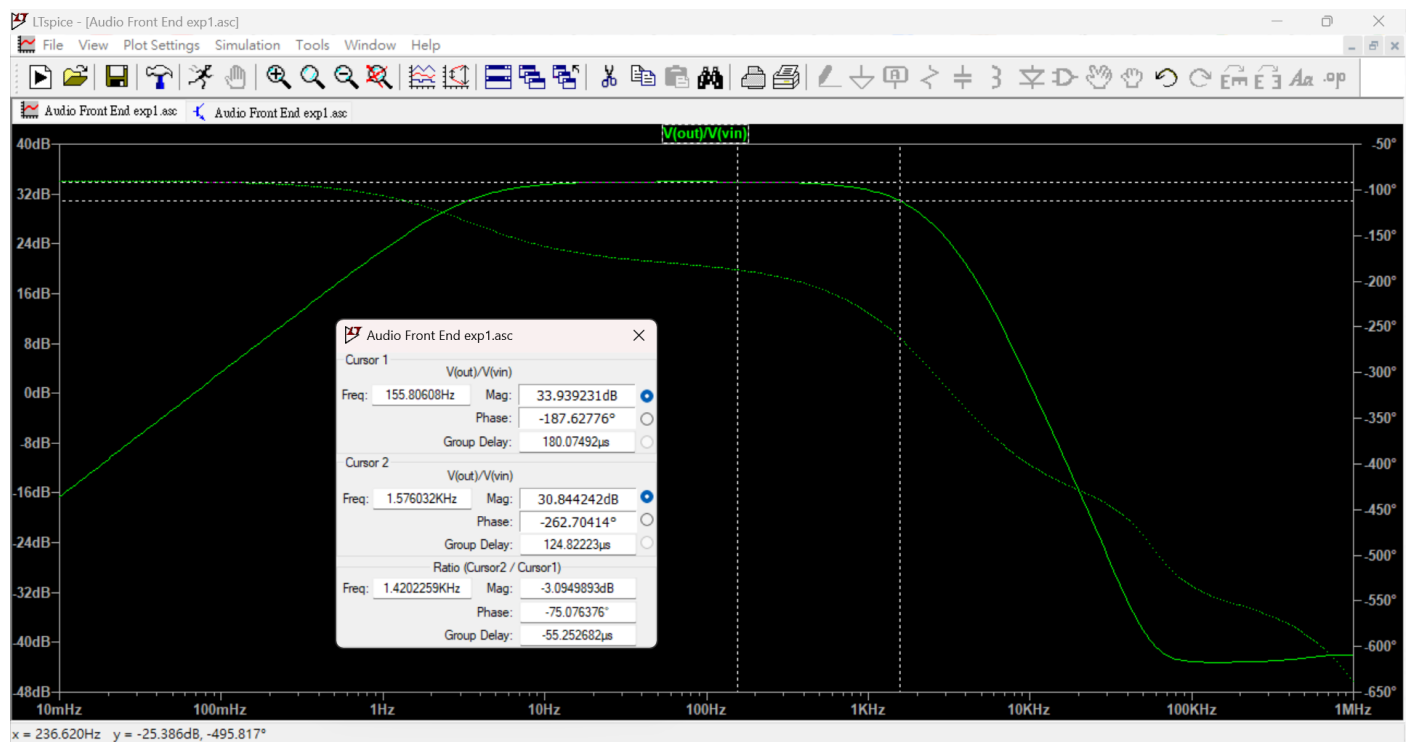 LTspice - [Audio Front End exp1.asc]
File View Plot Settings Simulation Tools Window Help
Audio Front End exp1.asc Audio Front End exp1.asc
V(out)/V(vin)
40dB
32dB
24dB
16dB
8dB
0dB
-8dB
-16dB
-24dB
-32dB
-40dB
-48dB
-50°
-100°
-150°
-200°
-250°
-300°
-350°
-400°
-450°
-500°
-550°
-600°
-650°
Audio Front End exp1.asc
Cursor 1
V(out)/V(vin)
Freq: 155.80608Hz Mag: 33.939231dB
Phase: -187.62776°
Group Delay: 180.07492µs
Cursor 2
V(out)/V(vin)
Freq: 1.576032KHz Mag: 30.844242dB
Phase: -262.70414°
Group Delay: 124.82223µs
Ratio (Cursor2 / Cursor1)
Freq: 1.4202259KHz Mag: -3.0949893dB
Phase: -75.076376°
Group Delay: -55.252682µs
10mHz 100mHz 1Hz 10Hz 100Hz 1KHz 10KHz 100KHz 1MHz
x = 236.620Hz y = -25.386dB, -495.817°